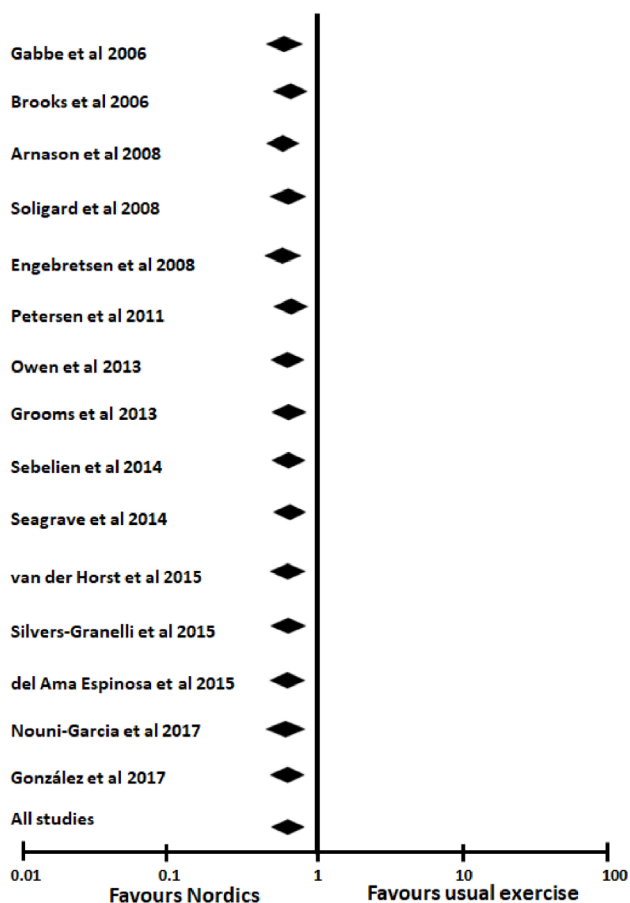 Gabbe et al 2006
Brooks et al 2006
Arnason et al 2008
Soligard et al 2008
Engebretsen et al 2008
Petersen et al 2011
Owen et al 2013
Grooms et al 2013
Sebelien et al 2014
Seagrave et al 2014
van der Horst et al 2015
Silvers-Granelli et al 2015
del Ama Espinosa et al 2015
Nouni-Garcia et al 2017
González et al 2017
All studies
0.01 0.1 1 10 100
Favours Nordics Favours usual exercise